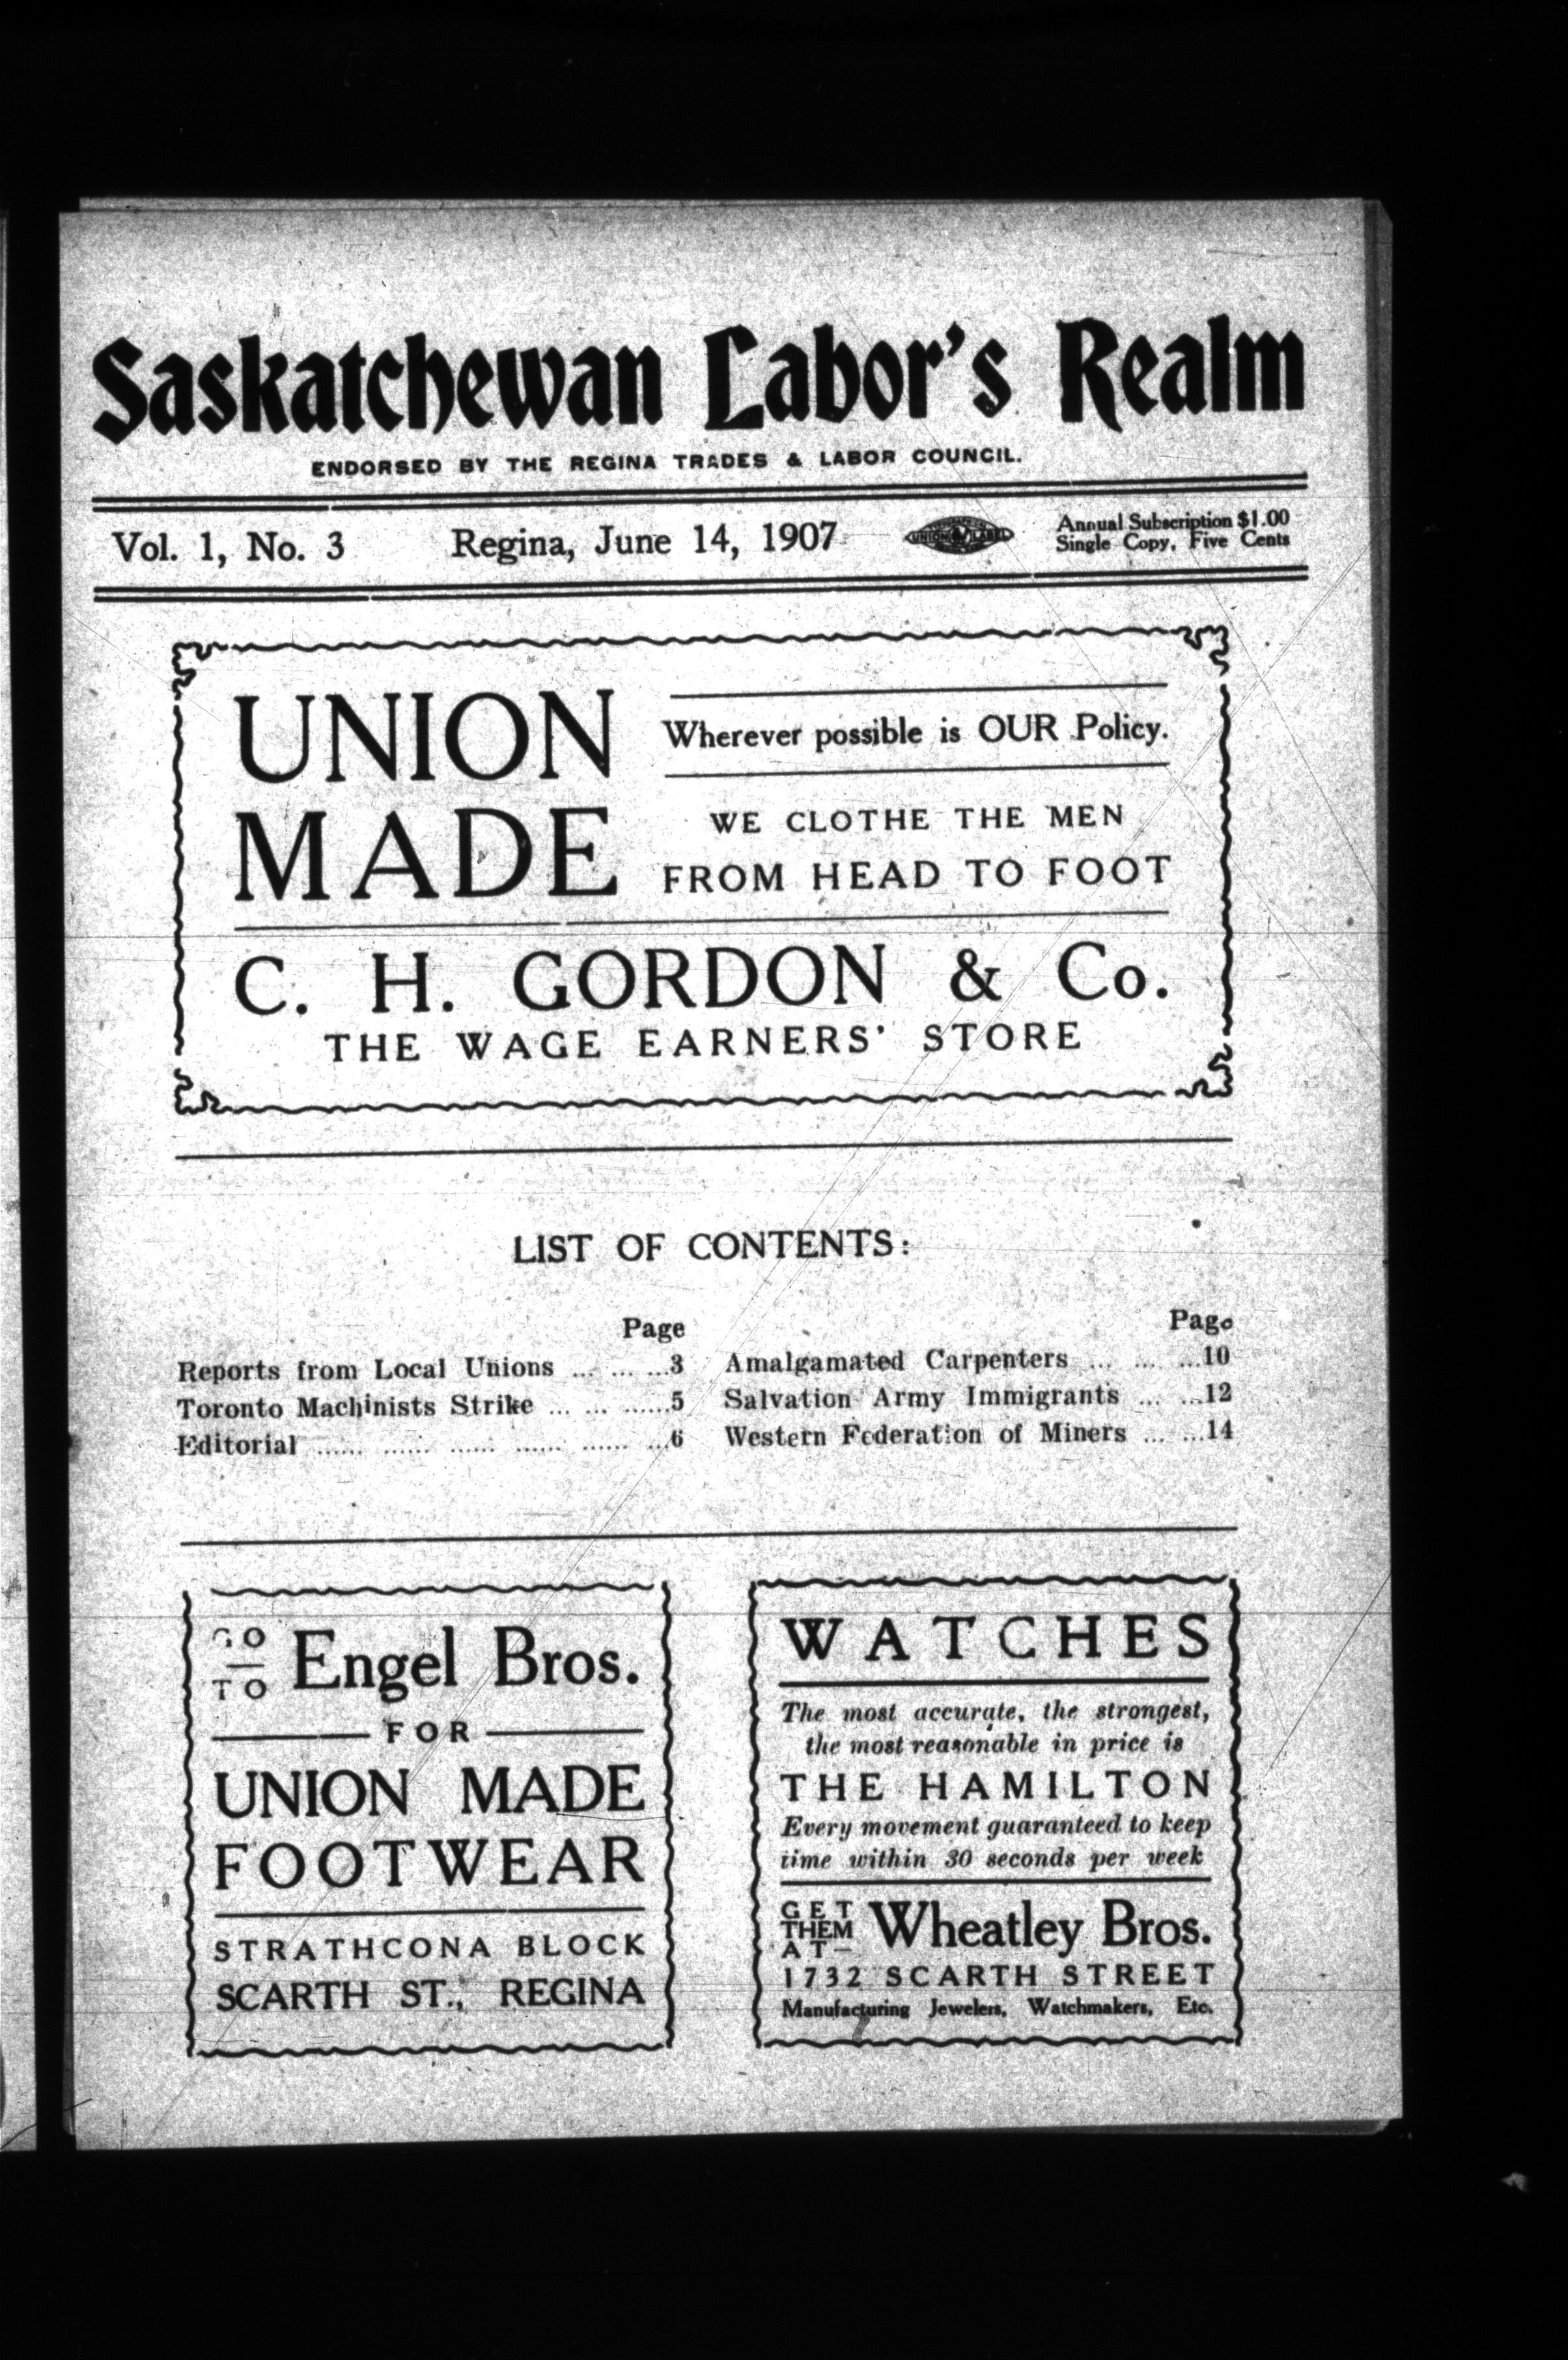 Saskatchewan Labor's Realm
ENDORSED BY THE REGINA TRADES & LABOR COUNCIL.
Vol. 1, No. 3 Regina, June 14, 1907 UNION LABEL Annual Subscription $1.00
Single Copy, Five Cents
UNION
MADE
Wherever possible is OUR Policy.
WE CLOTHE THE MEN
FROM HEAD TO FOOT
C. H. GORDON & Co.
THE WAGE EARNERS' STORE
LIST OF CONTENTS:
Page
Reports from Local Unions ... ... ...3
Toronto Machinists Strike ... ... ......5
Editorial ...... ...... ...... ...... ...... ...6
Page
Amalgamated Carpenters ... ... ...10
Salvation Army Immigrants ... ...12
Western Federation of Miners ... ...14
GO
TO
Engel Bros.
FOR
UNION MADE
FOOTWEAR
STRATHCONA BLOCK
SCARTH ST., REGINA
WATCHES
The most accurate, the strongest,
the most reasonable in price is
THE HAMILTON
Every movement guaranteed to keep
time within 30 seconds per week
GET
THEM
AT—
Wheatley Bros.
1732 SCARTH STREET
Manufacturing Jewelers, Watchmakers, Etc.